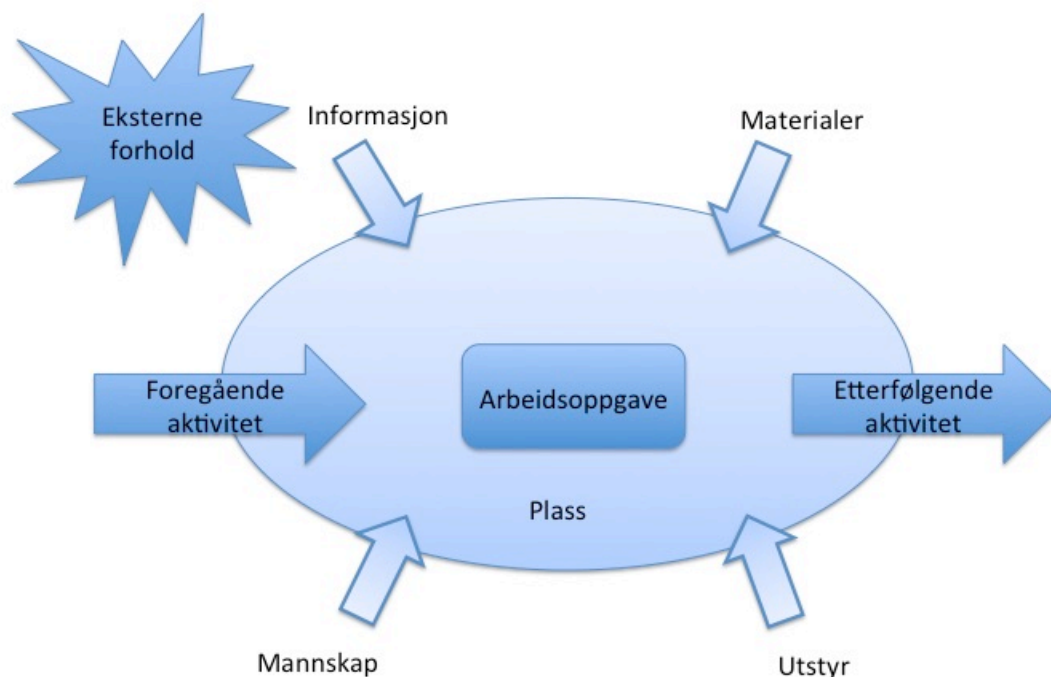 Eksterne
forhold
Informasjon
Materialer
Foregående
aktivitet
Arbeidsoppgave
Etterfølgende
aktivitet
Plass
Mannskap
Utstyr